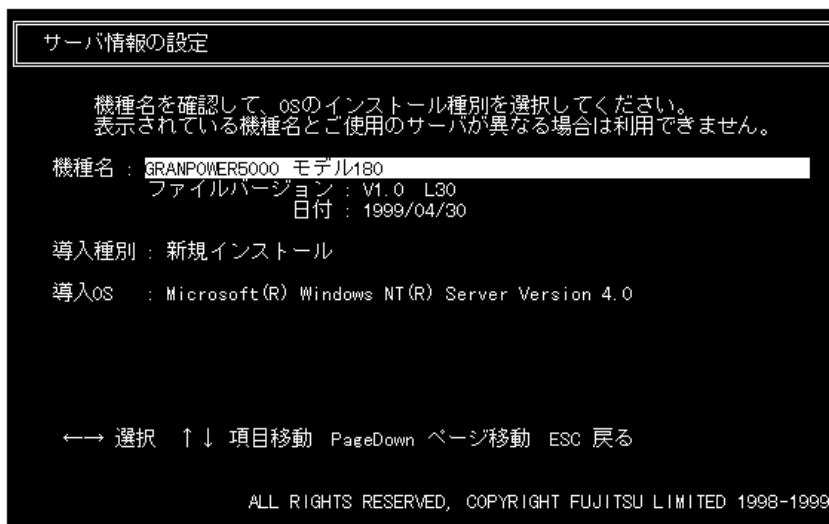 サーバ情報の設定
機種名を確認して、OSのインストール種別を選択してください。
表示されている機種名とご使用のサーバが異なる場合は利用できません。
機種名 : GRANPOWER5000 モデル180
ファイルバージョン : V1.0 L30
日付 : 1999/04/30
導入種別 : 新規インストール
導入OS : Microsoft(R) Windows NT(R) Server Version 4.0
←→ 選択 ↑↓ 項目移動 PageDown ページ移動 ESC 戻る
ALL RIGHTS RESERVED, COPYRIGHT FUJITSU LIMITED 1998-1999